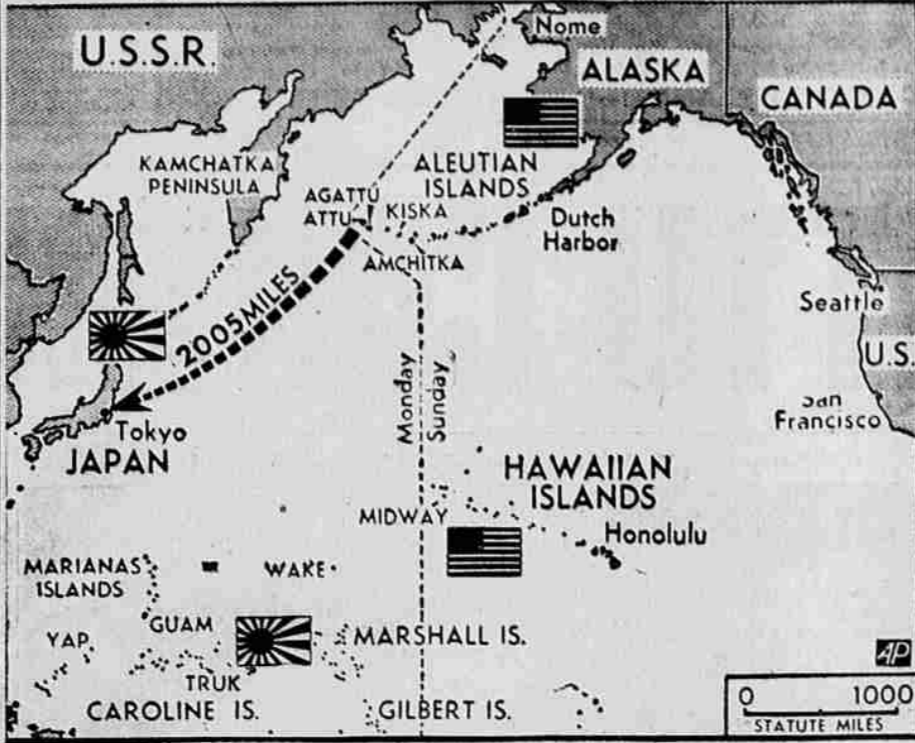 Nome
U.S.S.R.
ALASKA
CANADA
KAMCHATKA
PENINSULA
ALEUTIAN
ISLANDS
AGATTU
ATTU
KISKA
Dutch
Harbor
AMCHITKA
Seattle
2005 MILES
U.S.
Monday
Sunday
San
Francisco
Tokyo
JAPAN
HAWAIIAN
ISLANDS
MIDWAY
Honolulu
MARIANAS
ISLANDS
WAKE
GUAM
YAP
MARSHALL IS.
TRUK
CAROLINE IS.
GILBERT IS.
AP
0 1000
STATUTE MILES